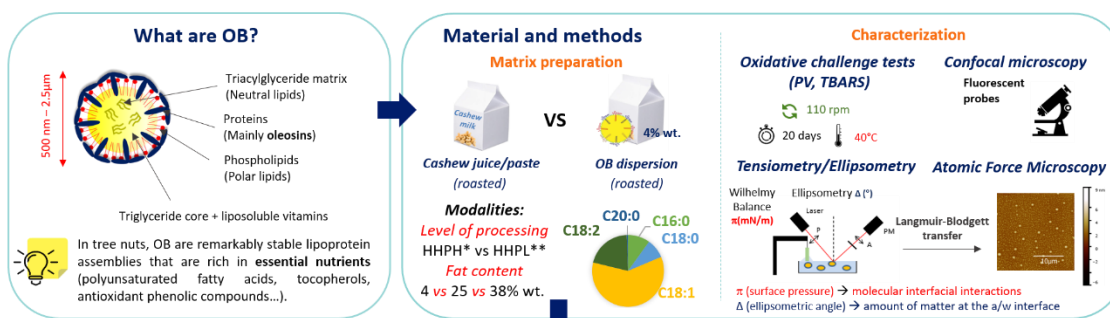 What are OB?
500 nm – 2.5µm
Triacylglyceride matrix
(Neutral lipids)
Proteins
(Mainly oleosins)
Phospholipids
(Polar lipids)
Triglyceride core + liposoluble vitamins
In tree nuts, OB are remarkably stable lipoprotein
assemblies that are rich in essential nutrients
(polyunsaturated fatty acids, tocopherols,
antioxidant phenolic compounds…).
Material and methods
Matrix preparation
Cashew
milk
VS
4% wt.
Cashew juice/paste
(roasted)
OB dispersion
(roasted)
Modalities:
Level of processing
HHPH* vs HHPL**
Fat content
4 vs 25 vs 38% wt.
C20:0
C16:0
C18:2
C18:0
C18:1
Characterization
Oxidative challenge tests
(PV, TBARS)
110 rpm
20 days
40°C
Confocal microscopy
Fluorescent
probes
Tensiometry/Ellipsometry
Wilhelmy
Balance
π(mN/m)
Ellipsometry Δ (°)
Laser
P
A
PM
Atomic Force Microscopy
Langmuir-Blodgett
transfer
10µm
π (surface pressure) → molecular interfacial interactions
Δ (ellipsometric angle) → amount of matter at the a/w interface